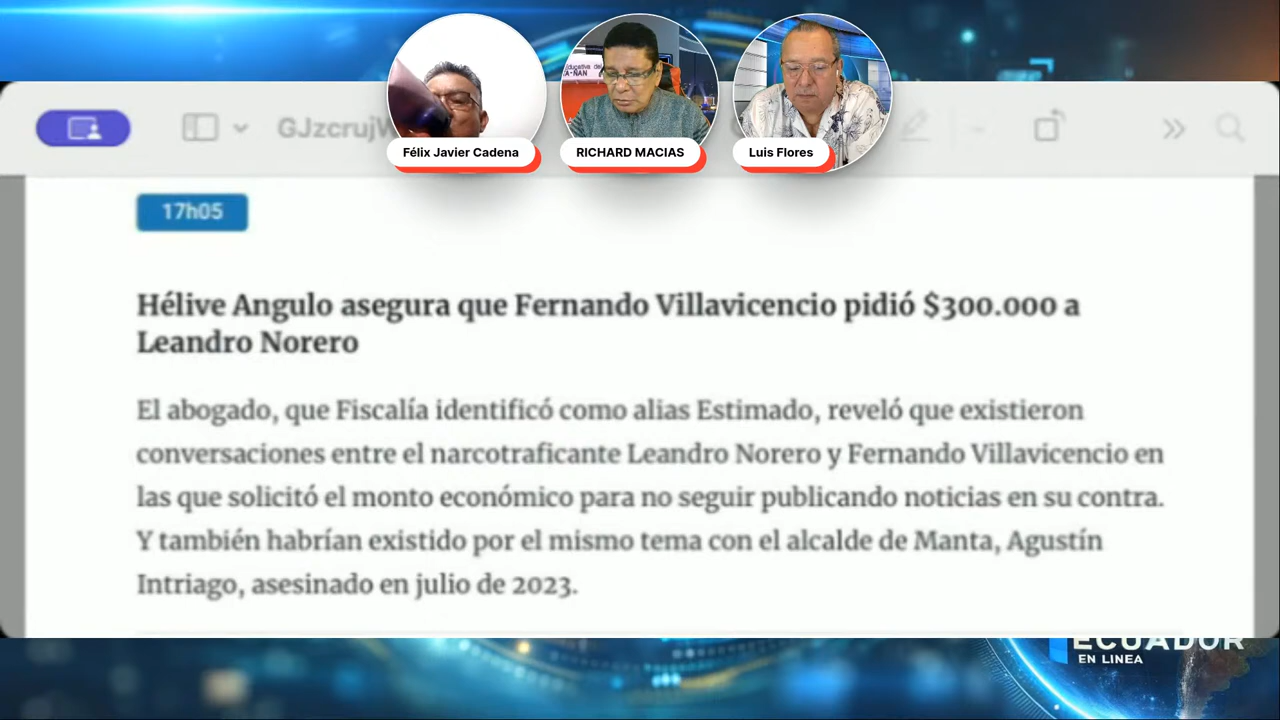 Félix Javier Cadena
RICHARD MACIAS
Luis Flores
17h05
Hélive Angulo asegura que Fernando Villavicencio pidió $300.000 a
Leandro Norero
El abogado, que Fiscalía identificó como alias Estimado, reveló que existieron
conversaciones entre el narcotraficante Leandro Norero y Fernando Villavicencio en
las que solicitó el monto económico para no seguir publicando noticias en su contra.
Y también habrían existido por el mismo tema con el alcalde de Manta, Agustín
Intriago, asesinado en julio de 2023.
ECUADOR
EN LINEA